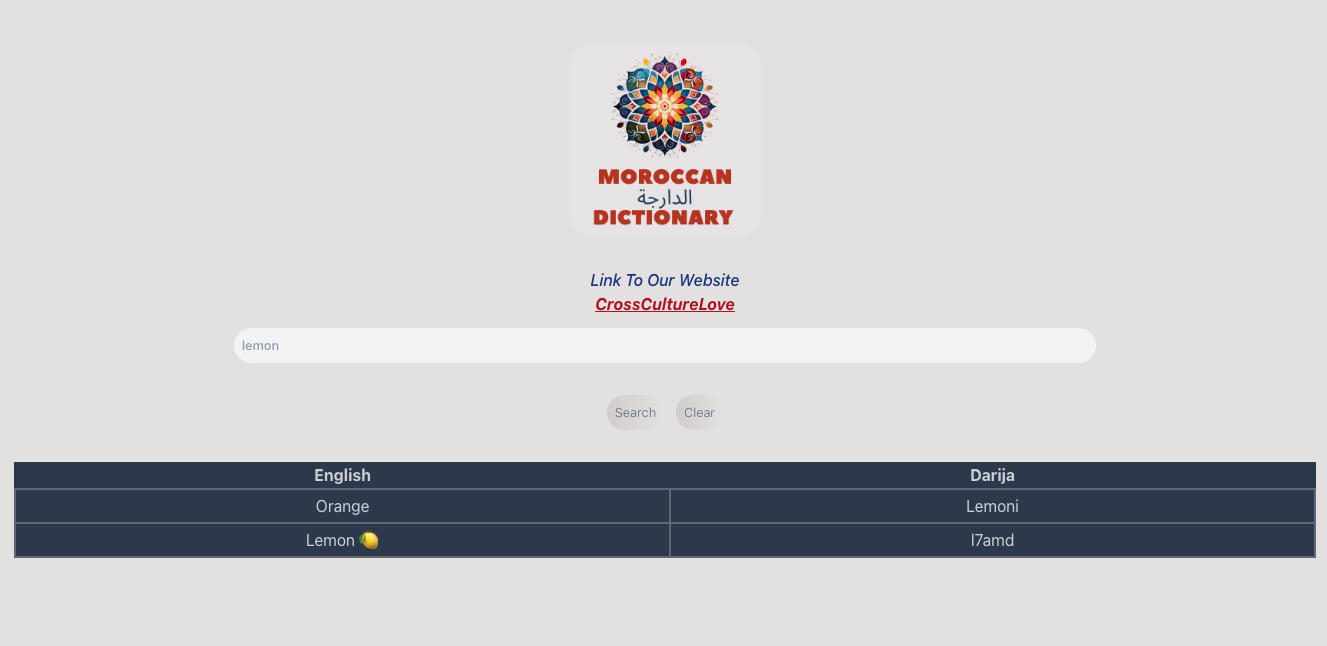 MOROCCAN
الدارجة
DICTIONARY
Link To Our Website
CrossCultureLove
lemon
Search Clear
English Darija
Orange Lemoni
Lemon 🍋 l7amd